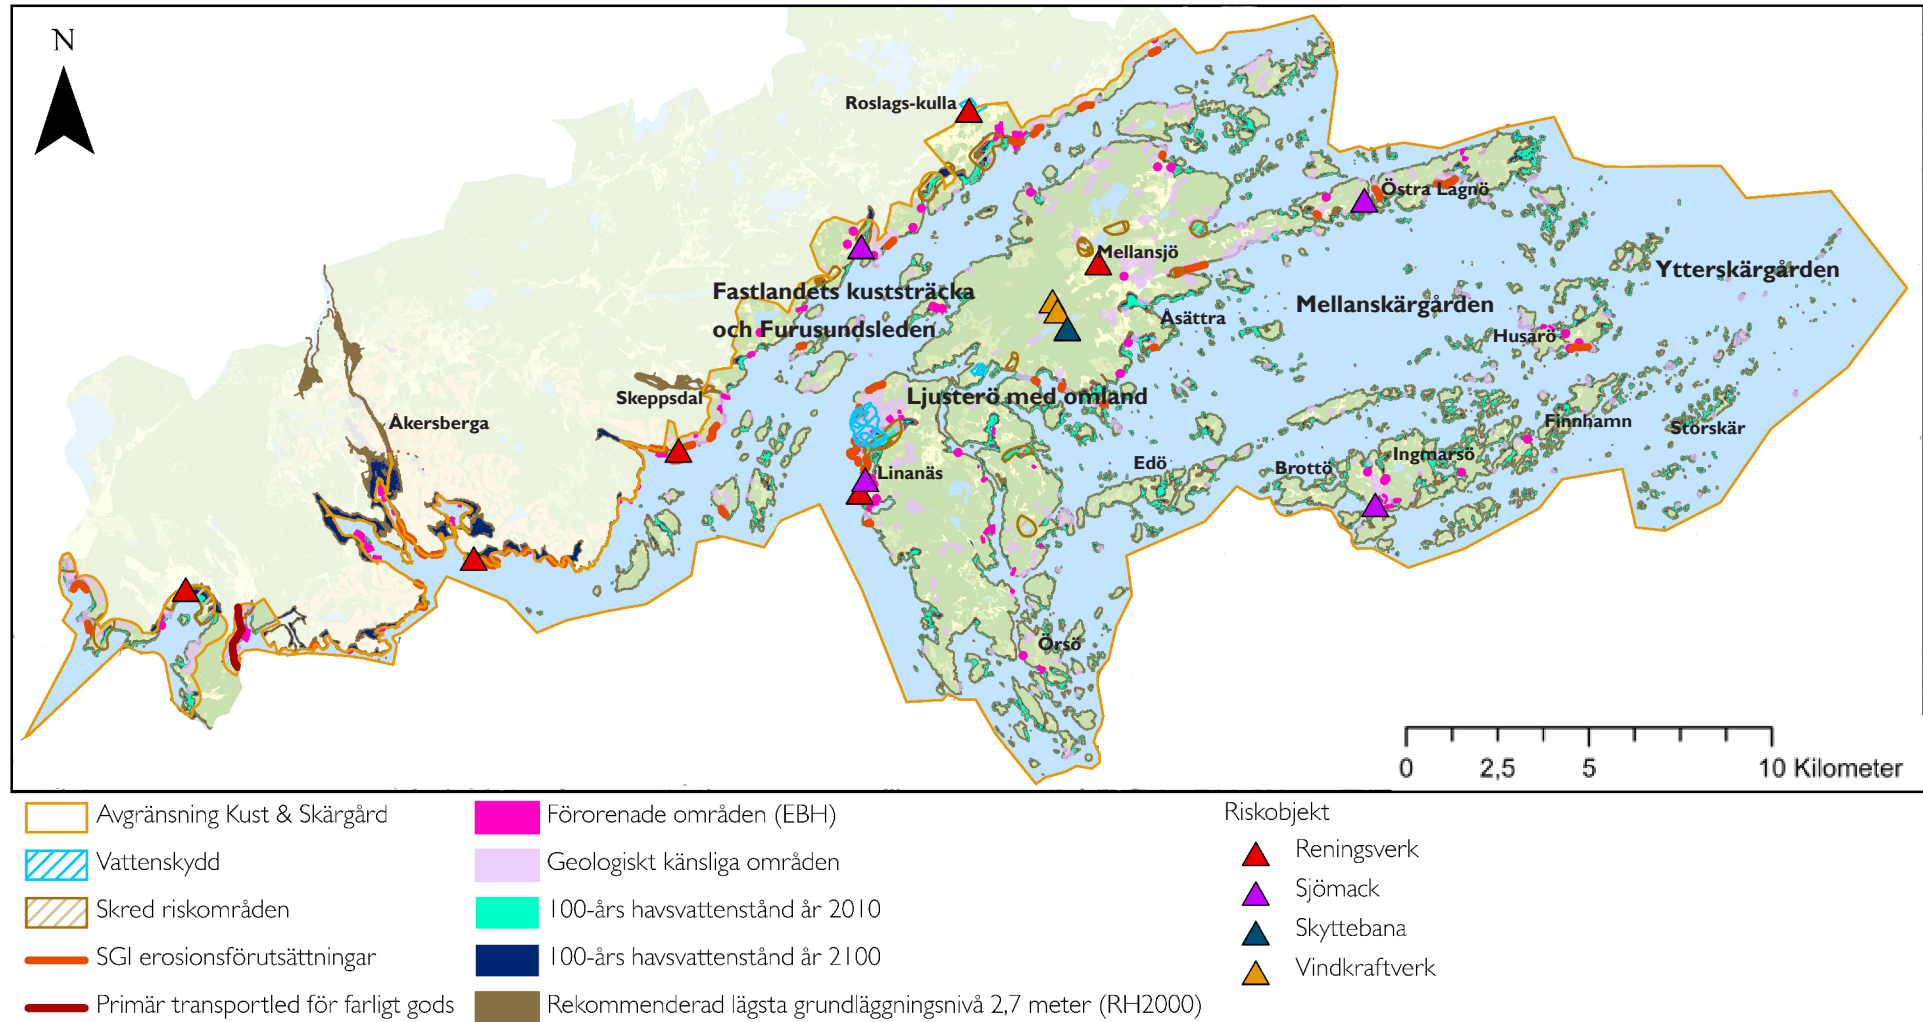 N
Roslags-kulla
Östra Lagnö
Mellansjö
Ytterskärgården
Fastlandets kuststräcka
och Furusundsleden
Mellanskärgården
Åsättra
Husarö
Skeppsdal
Ljusterö med omland
Åkersberga
Finnhamn
Storskär
Linanäs
Edö
Brottö
Ingmarsö
Örsö
0 2,5 5 10 Kilometer
Avgränsning Kust & Skärgård
Vattenskydd
Skred riskområden
SGI erosionsförutsättningar
Primär transportled för farligt gods
Förorenade områden (EBH)
Geologiskt känsliga områden
100-års havsvattenstånd år 2010
100-års havsvattenstånd år 2100
Rekommenderad lägsta grundläggningsnivå 2,7 meter (RH2000)
Riskobjekt
Reningsverk
Sjömack
Skyttebana
Vindkraftverk